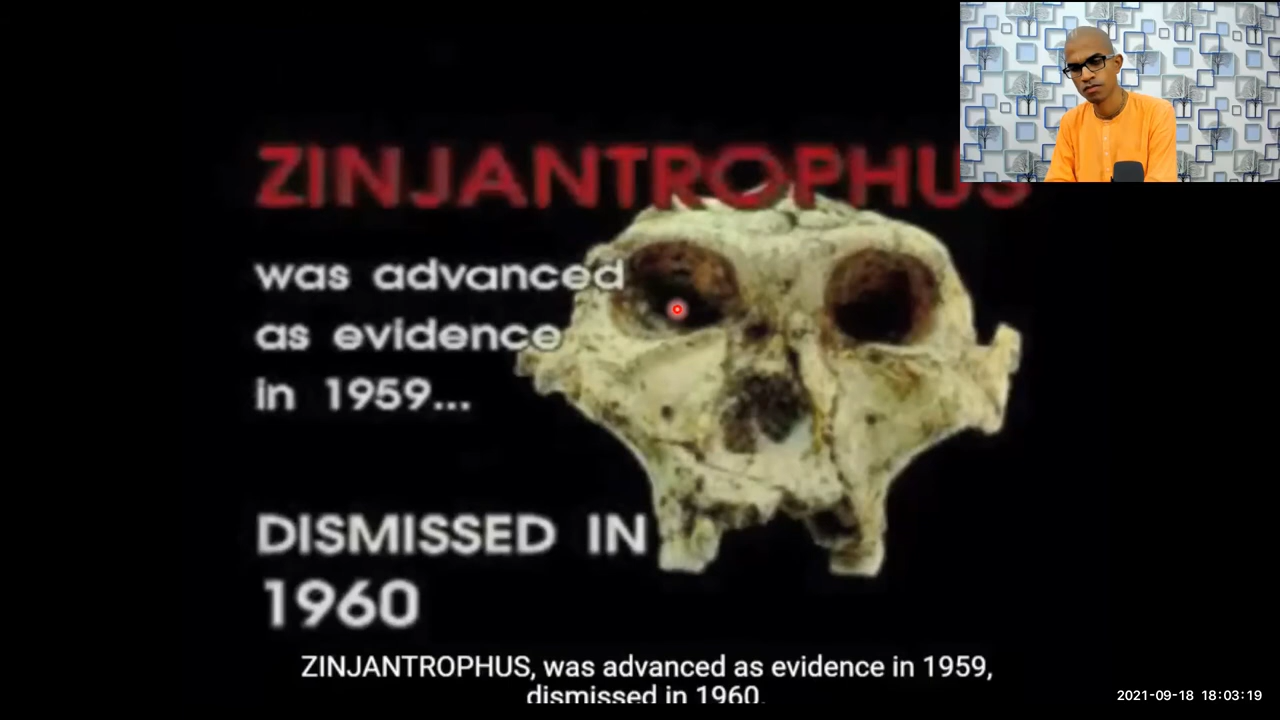 ZINJANTROPHUS
was advanced
as evidence
in 1959...
DISMISSED IN
1960
ZINJANTROPHUS, was advanced as evidence in 1959,
dismissed in 1960.
2021-09-18 18:03:19